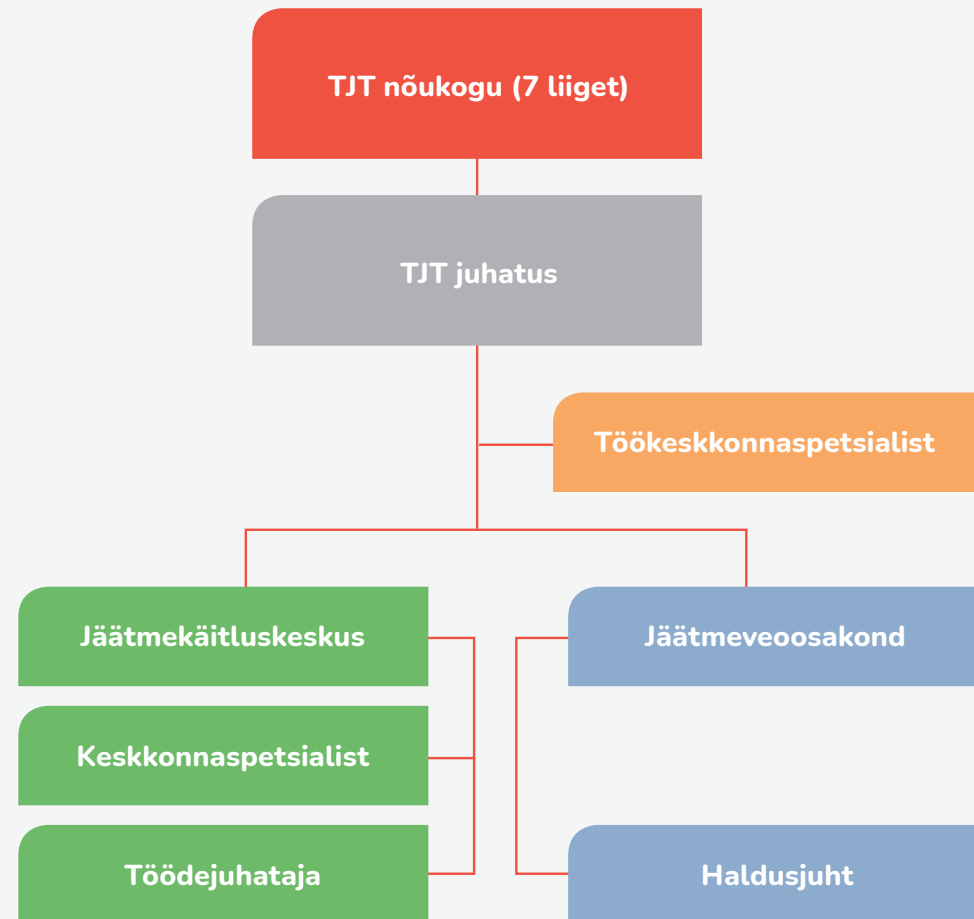 TJT nõukogu (7 liiget)
TJT juhatus
Töökeskkonnaspetsialist
Jäätmekäitluskeskus
Jäätmeveoosakond
Keskkonnaspetsialist
Töödejuhataja
Haldusjuht